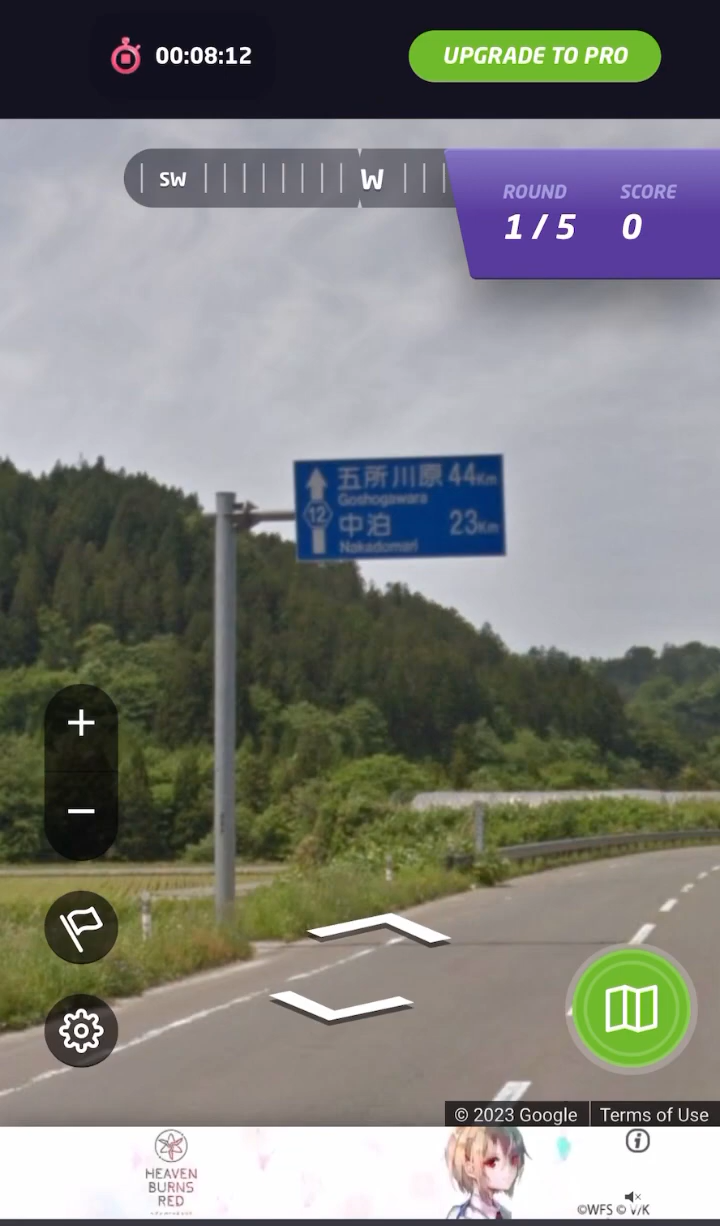 00:08:12
UPGRADE TO PRO
SW W
ROUND SCORE
1 / 5 0
五所川原 44Km
Goshogawara
12
中泊 23Km
Nakadomari
© 2023 Google Terms of Use
HEAVEN
BURNS
RED
©WFS © V/K